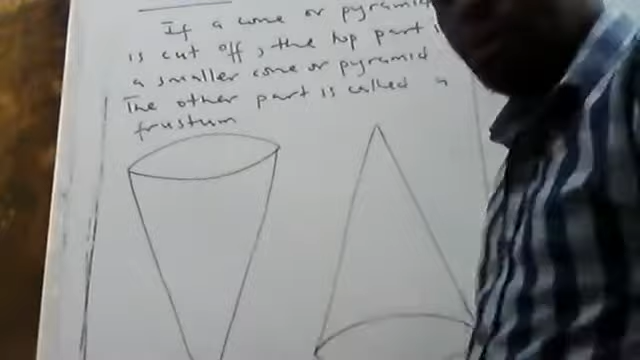 If a cone or pyramid
is cut off, the top part i
a smaller cone or pyramid
The other part is called a
frustum